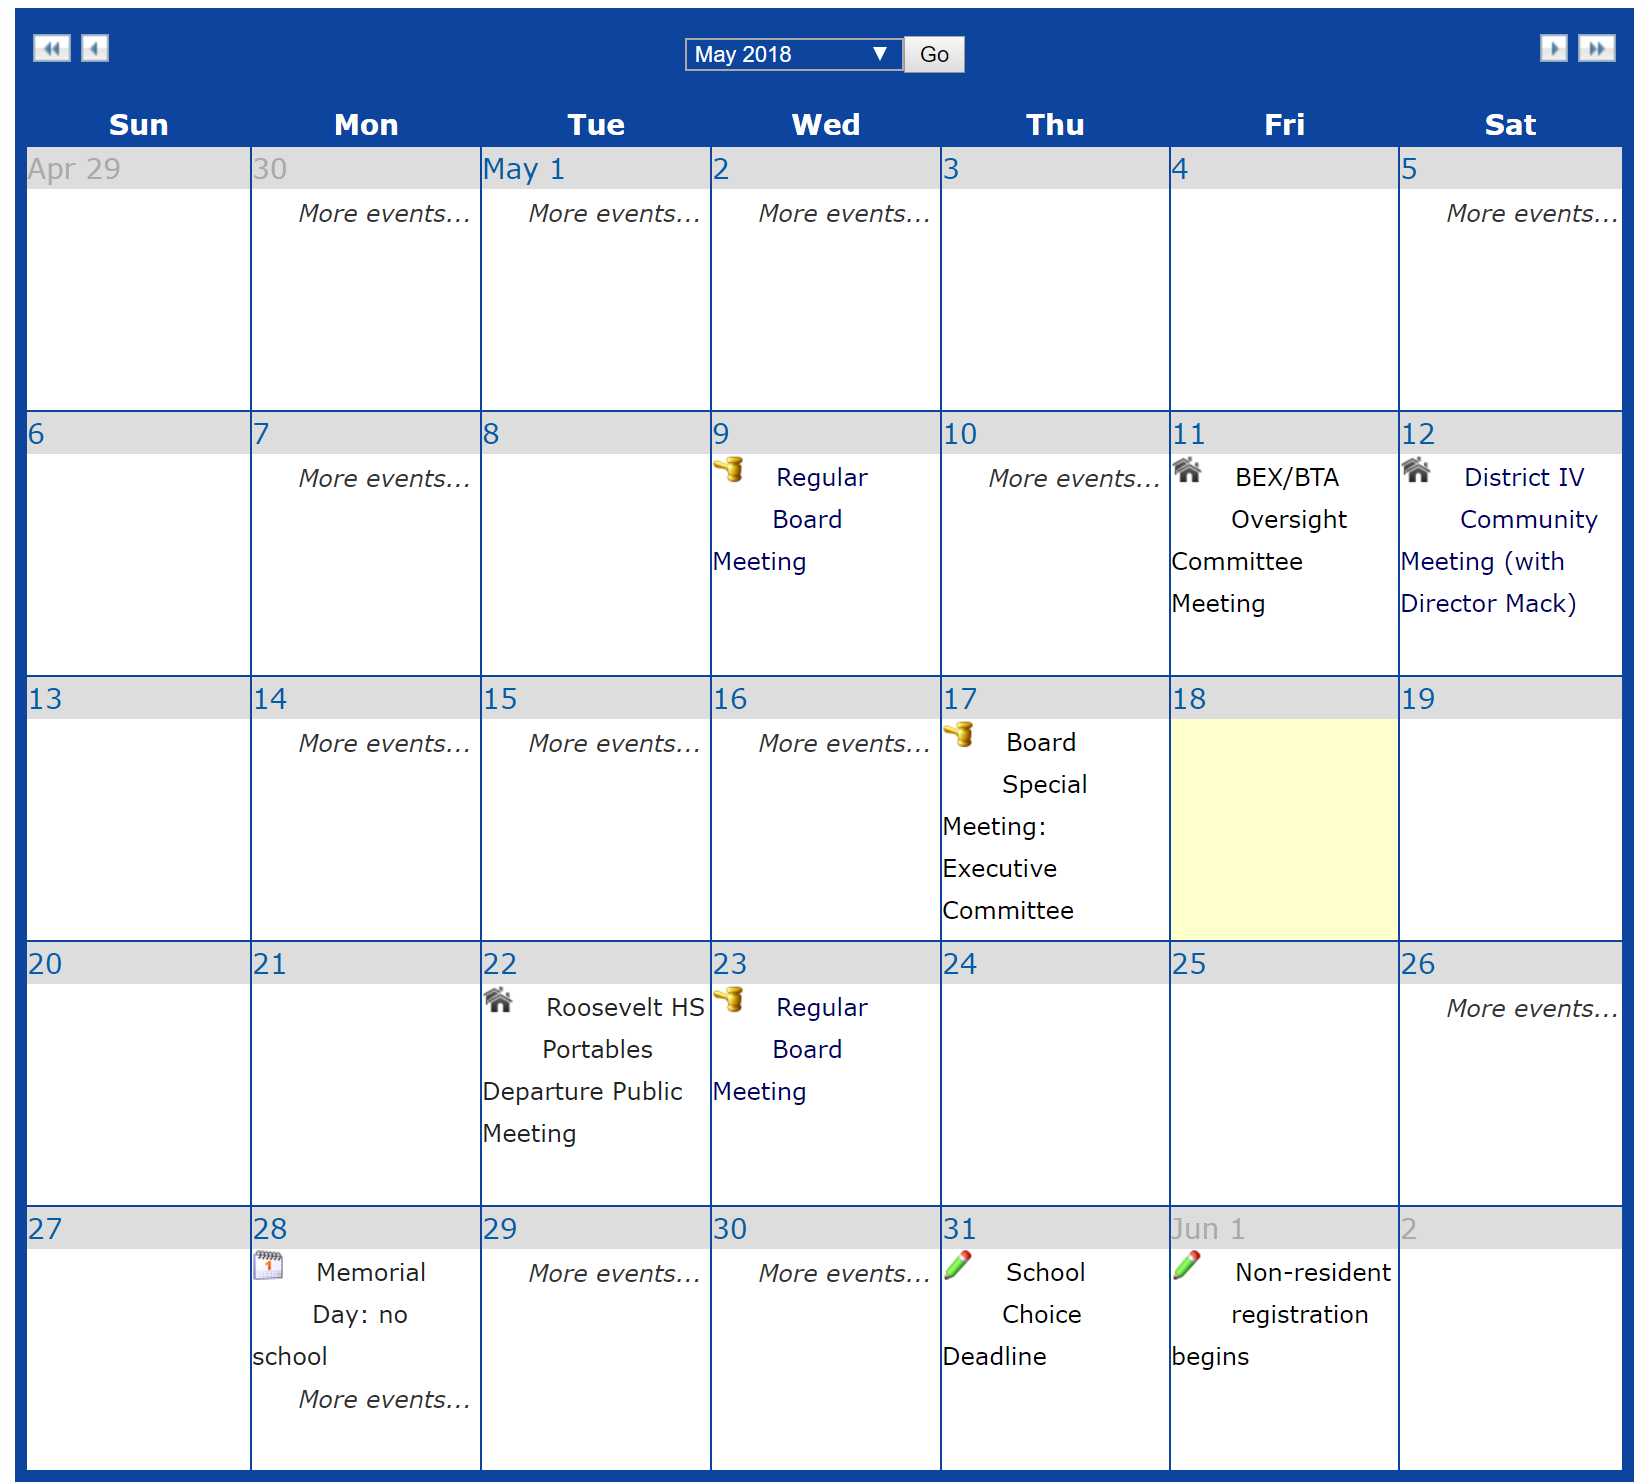 May 2018 ▼ Go
Sun Mon Tue Wed Thu Fri Sat
Apr 29 30 May 1 2 3 4 5
More events... More events... More events... More events...
6 7 8 9 10 11 12
More events...
Regular
Board
Meeting
More events...
BEX/BTA
Oversight
Committee
Meeting
District IV
Community
Meeting (with
Director Mack)
13 14 15 16 17 18 19
More events... More events... More events...
Board
Special
Meeting:
Executive
Committee
20 21 22 23 24 25 26
Roosevelt HS
Portables
Departure Public
Meeting
Regular
Board
Meeting
More events...
27 28 29 30 31 Jun 1 2
1 Memorial
Day: no
school
More events...
More events... More events...
School
Choice
Deadline
Non-resident
registration
begins